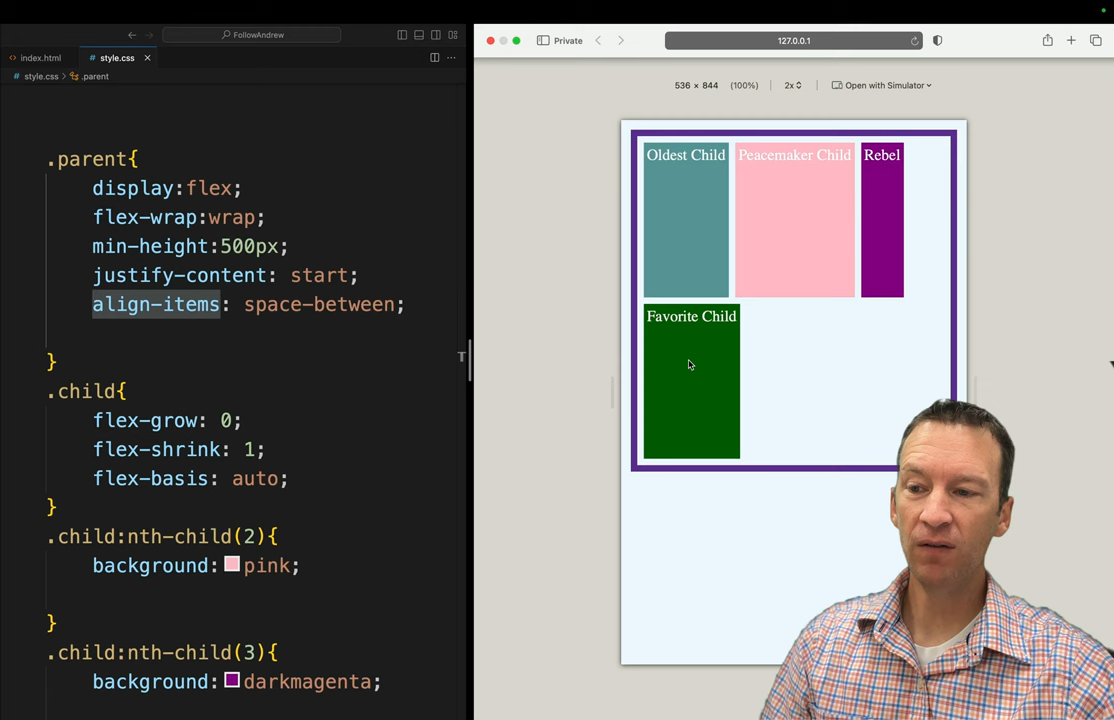 FollowAndrew
index.html
# style.css
style.css > .parent
.parent{
display:flex;
flex-wrap:wrap;
min-height:500px;
justify-content: start;
align-items: space-between;
}
.child{
flex-grow: 0;
flex-shrink: 1;
flex-basis: auto;
}
.child:nth-child(2){
background: pink;
}
.child:nth-child(3){
background: darkmagenta;
Private
127.0.0.1
536 × 844 (100%) 2x Open with Simulator
Oldest Child Peacemaker Child Rebel
Favorite Child